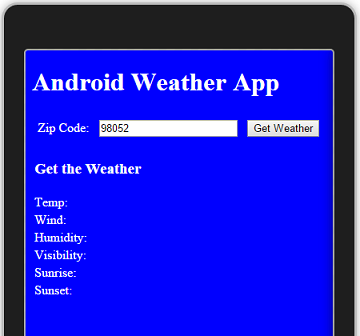 Android Weather App
Zip Code: 98052 Get Weather
Get the Weather
Temp:
Wind:
Humidity:
Visibility:
Sunrise:
Sunset: